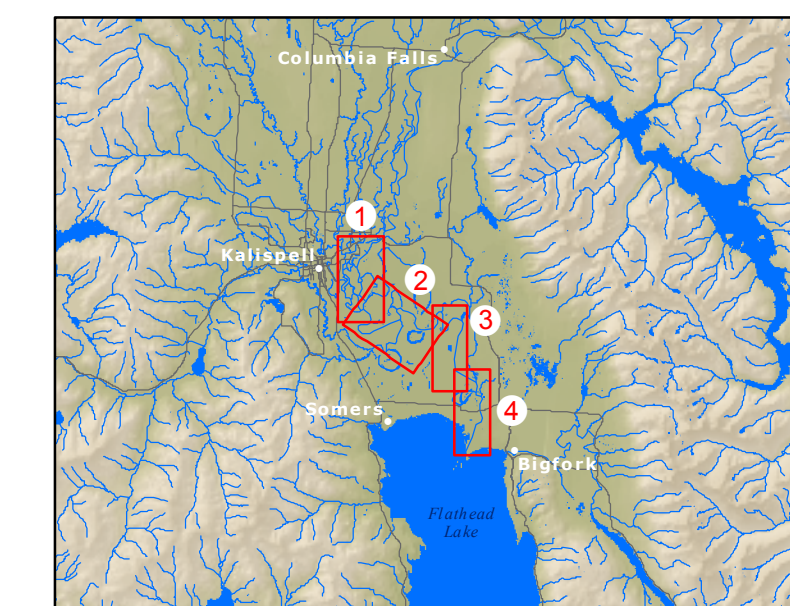 Columbia Falls
1
Kalispell
2
3
Somers
4
Bigfork
Flathead
Lake